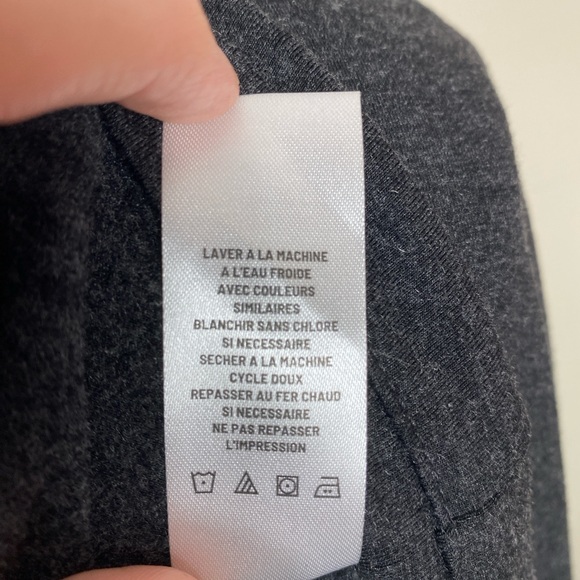 LAVER A LA MACHINE
A L'EAU FROIDE
AVEC COULEURS
SIMILAIRES
BLANCHIR SANS CHLORE
SI NECESSAIRE
SECHER A LA MACHINE
CYCLE DOUX
REPASSER AU FER CHAUD
SI NECESSAIRE
NE PAS REPASSER
L'IMPRESSION